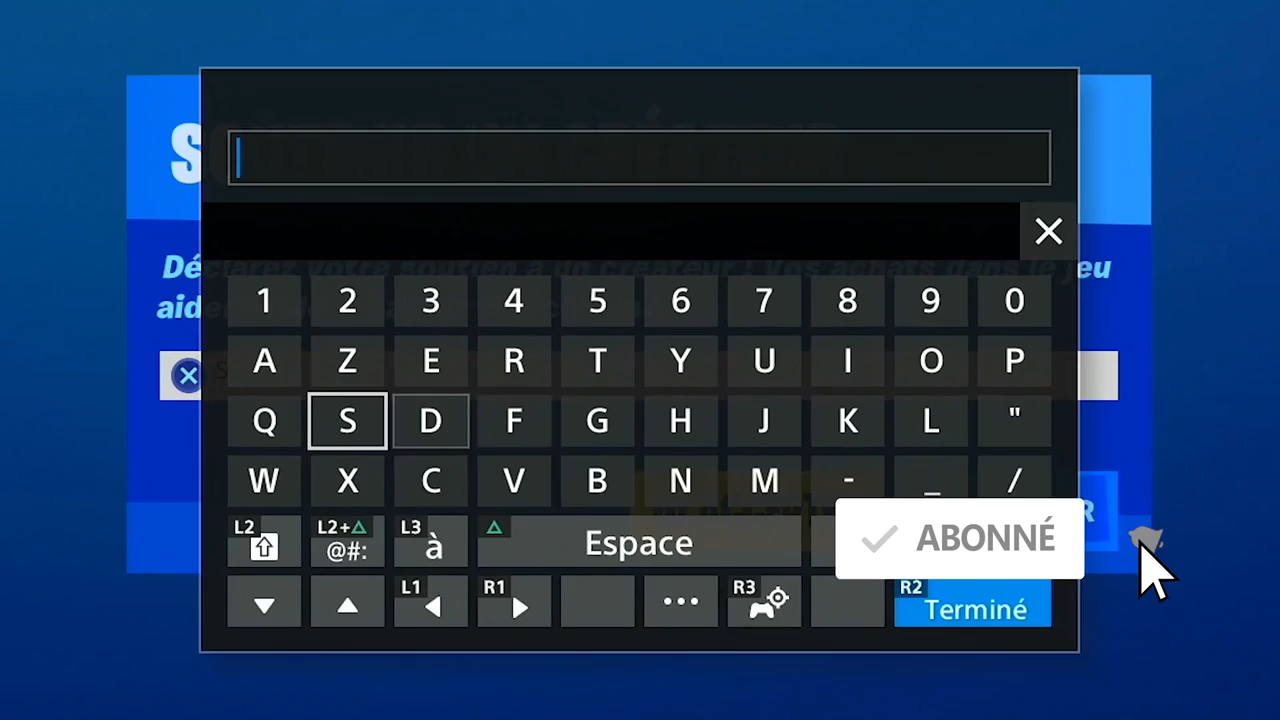 S
Déclarez votre soutien à un créateur ! Vos achats dans le jeu
aide
1 2 3 4 5 6 7 8 9 0
A Z E R T Y U I O P
Q S D F G H J K L "
W X C V B N M - _ /
L2 L2+△ @#: L3 à △ Espace
ABONNÉ
R
L1 R1 ... R3 R2 Terminé